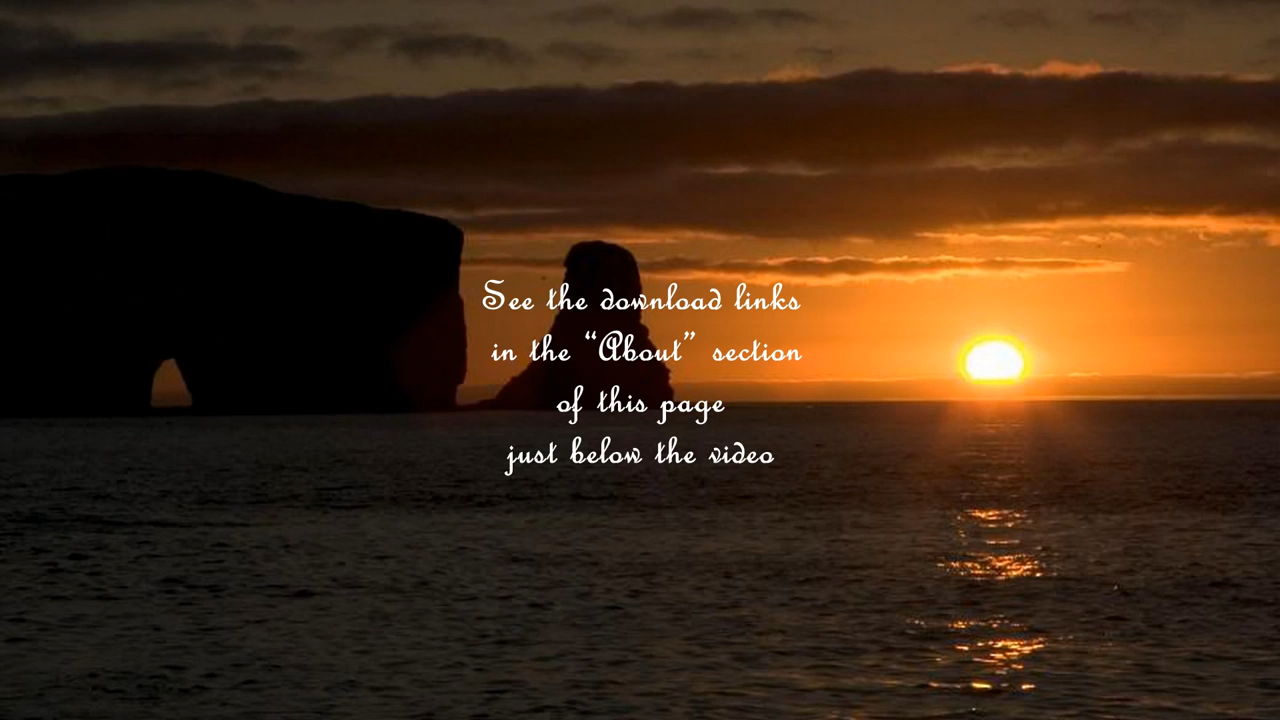 See the download links
in the “About” section
of this page
just below the video